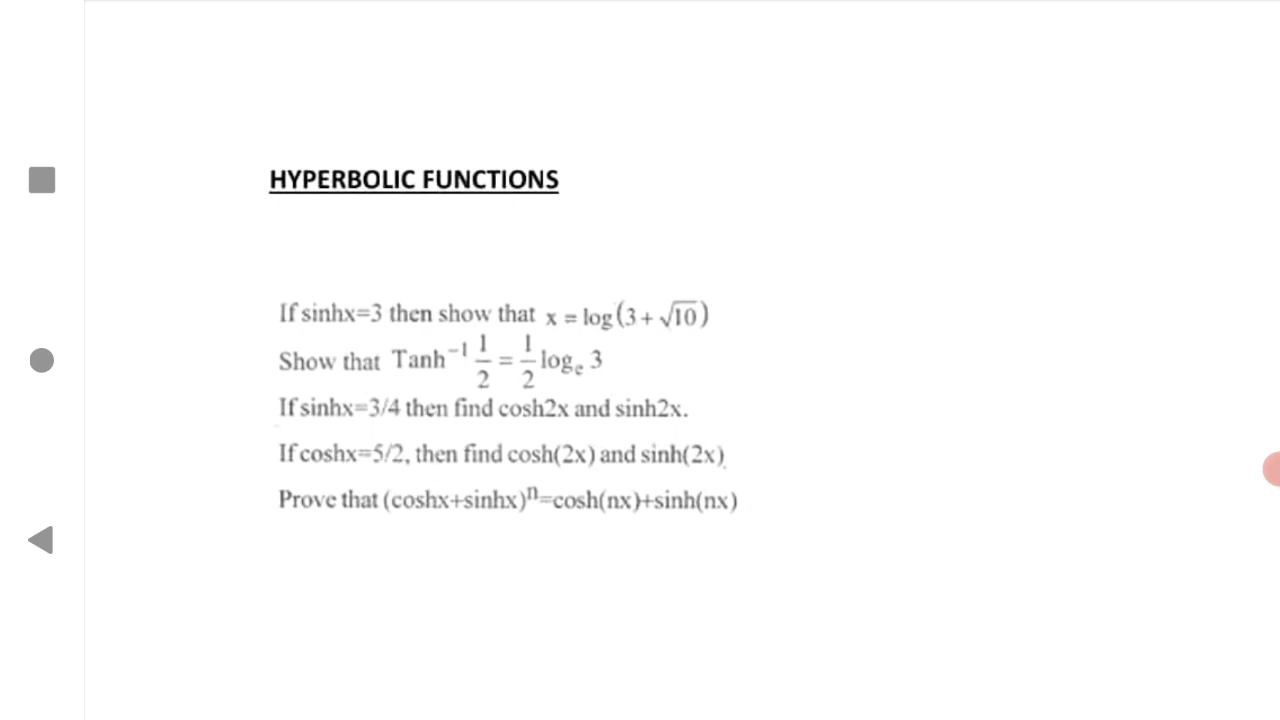 HYPERBOLIC FUNCTIONS
If sinhx=3 then show that x = log(3 + √10)
Show that Tanh⁻¹ 1/2 = 1/2 logₑ 3
If sinhx=3/4 then find cosh2x and sinh2x.
If coshx=5/2, then find cosh(2x) and sinh(2x).
Prove that (coshx+sinhx)ⁿ=cosh(nx)+sinh(nx)